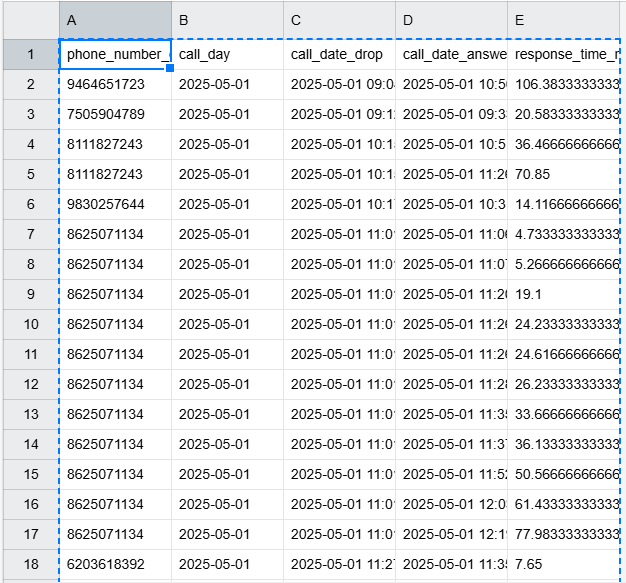 A B C D E
1 phone_number_ call_day call_date_drop call_date_answe response_time_r
2 9464651723 2025-05-01 2025-05-01 09:0 2025-05-01 10:5 106.3833333333
3 7505904789 2025-05-01 2025-05-01 09:1 2025-05-01 09:3 20.58333333333
4 8111827243 2025-05-01 2025-05-01 10:1 2025-05-01 10:5 36.46666666666
5 8111827243 2025-05-01 2025-05-01 10:1 2025-05-01 11:2 70.85
6 9830257644 2025-05-01 2025-05-01 10:1 2025-05-01 10:3 14.11666666666
7 8625071134 2025-05-01 2025-05-01 11:0 2025-05-01 11:0 4.733333333333
8 8625071134 2025-05-01 2025-05-01 11:0 2025-05-01 11:0 5.266666666666
9 8625071134 2025-05-01 2025-05-01 11:0 2025-05-01 11:2 19.1
10 8625071134 2025-05-01 2025-05-01 11:0 2025-05-01 11:2 24.23333333333
11 8625071134 2025-05-01 2025-05-01 11:0 2025-05-01 11:2 24.61666666666
12 8625071134 2025-05-01 2025-05-01 11:0 2025-05-01 11:2 26.23333333333
13 8625071134 2025-05-01 2025-05-01 11:0 2025-05-01 11:3 33.66666666666
14 8625071134 2025-05-01 2025-05-01 11:0 2025-05-01 11:3 36.13333333333
15 8625071134 2025-05-01 2025-05-01 11:0 2025-05-01 11:5 50.56666666666
16 8625071134 2025-05-01 2025-05-01 11:0 2025-05-01 12:0 61.43333333333
17 8625071134 2025-05-01 2025-05-01 11:0 2025-05-01 12:1 77.98333333333
18 6203618392 2025-05-01 2025-05-01 11:2 2025-05-01 11:3 7.65